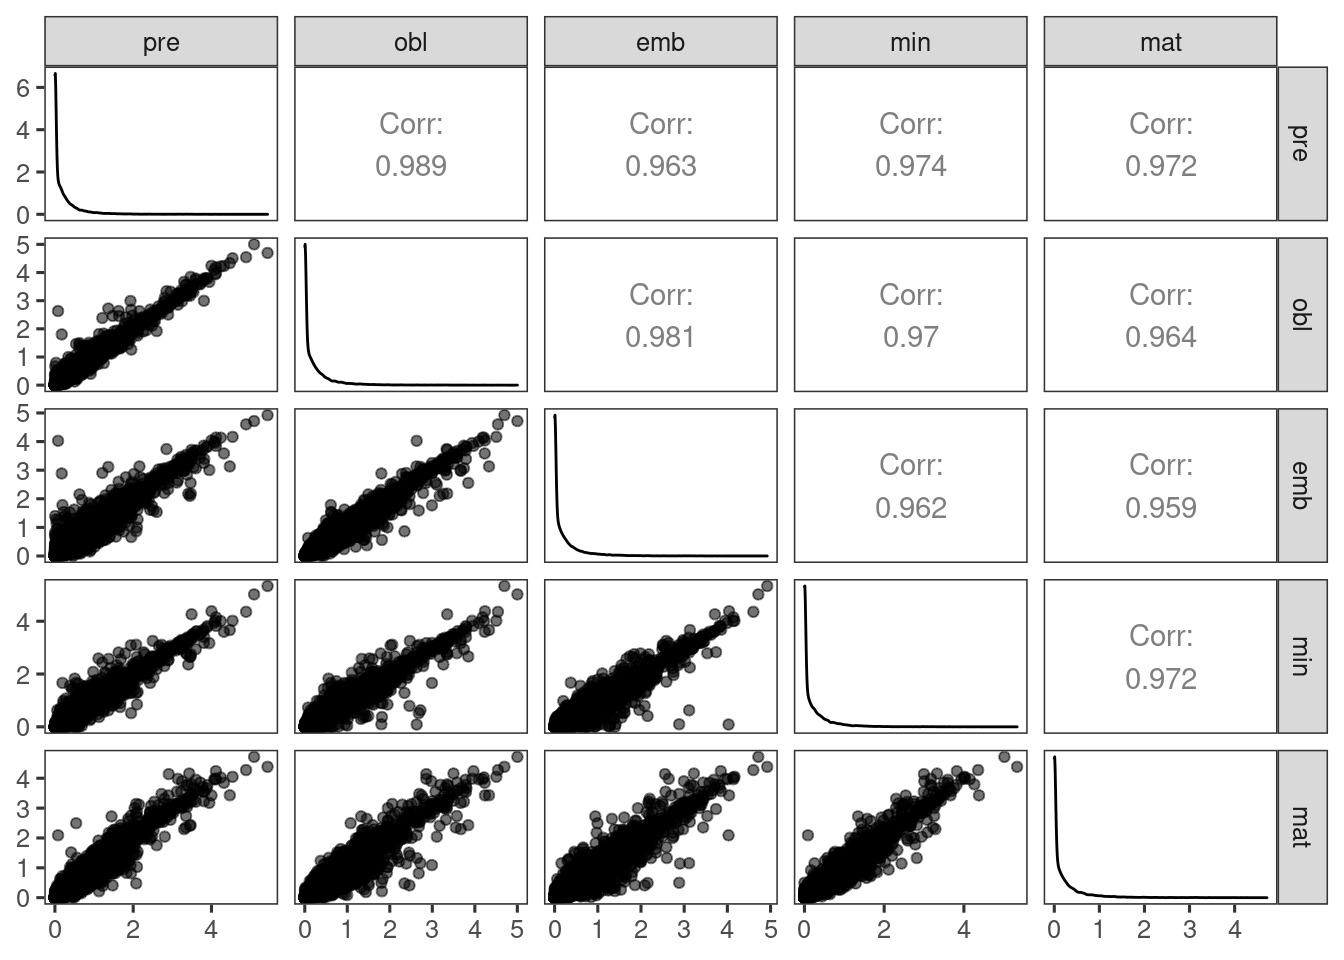 pre obl emb min mat
6
4
2
0
Corr:
0.989
Corr:
0.963
Corr:
0.974
Corr:
0.972
pre
5
4
3
2
1
0
Corr:
0.981
Corr:
0.97
Corr:
0.964
obl
5
4
3
2
1
0
Corr:
0.962
Corr:
0.959
emb
4
2
0
Corr:
0.972
min
4
3
2
1
0
mat
0 2 4 0 1 2 3 4 5 0 1 2 3 4 5 0 2 4 0 1 2 3 4